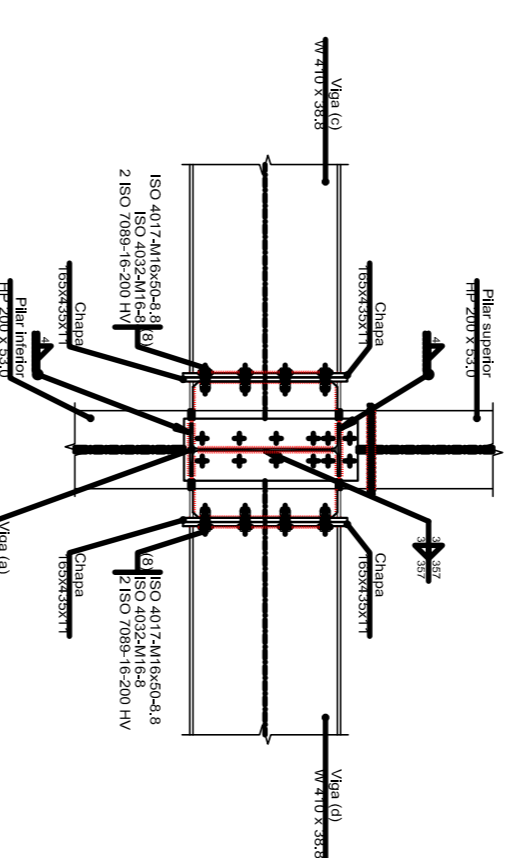 Viga (c)
W 410 x 38.8
ISO 4017-M16x50-8.8
(8) ISO 4032-M16-8
2 ISO 7089-16-200 HV
Chapa
165x435x11
Chapa
165x435x11
Pilar superior
HP 200 x 53.0
Pilar inferior
HP 200 x 53.0
357
Viga (a)
Chapa
165x435x11
Chapa
165x435x11
ISO 4017-M16x50-8.8
(8) ISO 4032-M16-8
2 ISO 7089-16-200 HV
Viga (d)
W 410 x 38.8